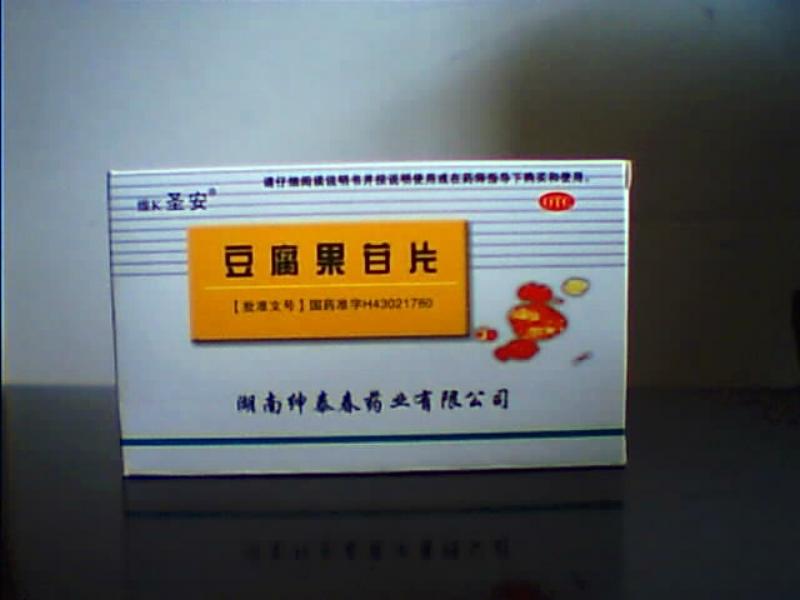 请仔细阅读说明书并按说明使用或在药师指导下购买和使用。
圣安®
OTC
豆腐果苷片
【批准文号】国药准字H43021780
湖南绅泰春药业有限公司